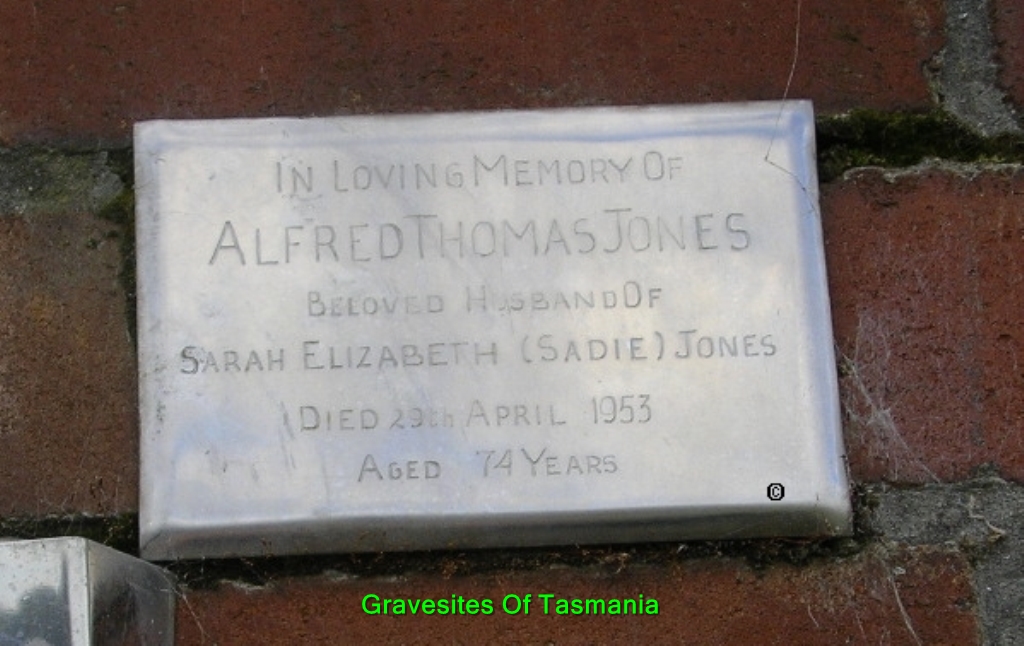 IN LOVING MEMORY OF
ALFRED THOMAS JONES
BELOVED HUSBAND OF
SARAH ELIZABETH (SADIE) JONES
DIED 29th APRIL 1953
AGED 74 YEARS
©
Gravesites Of Tasmania